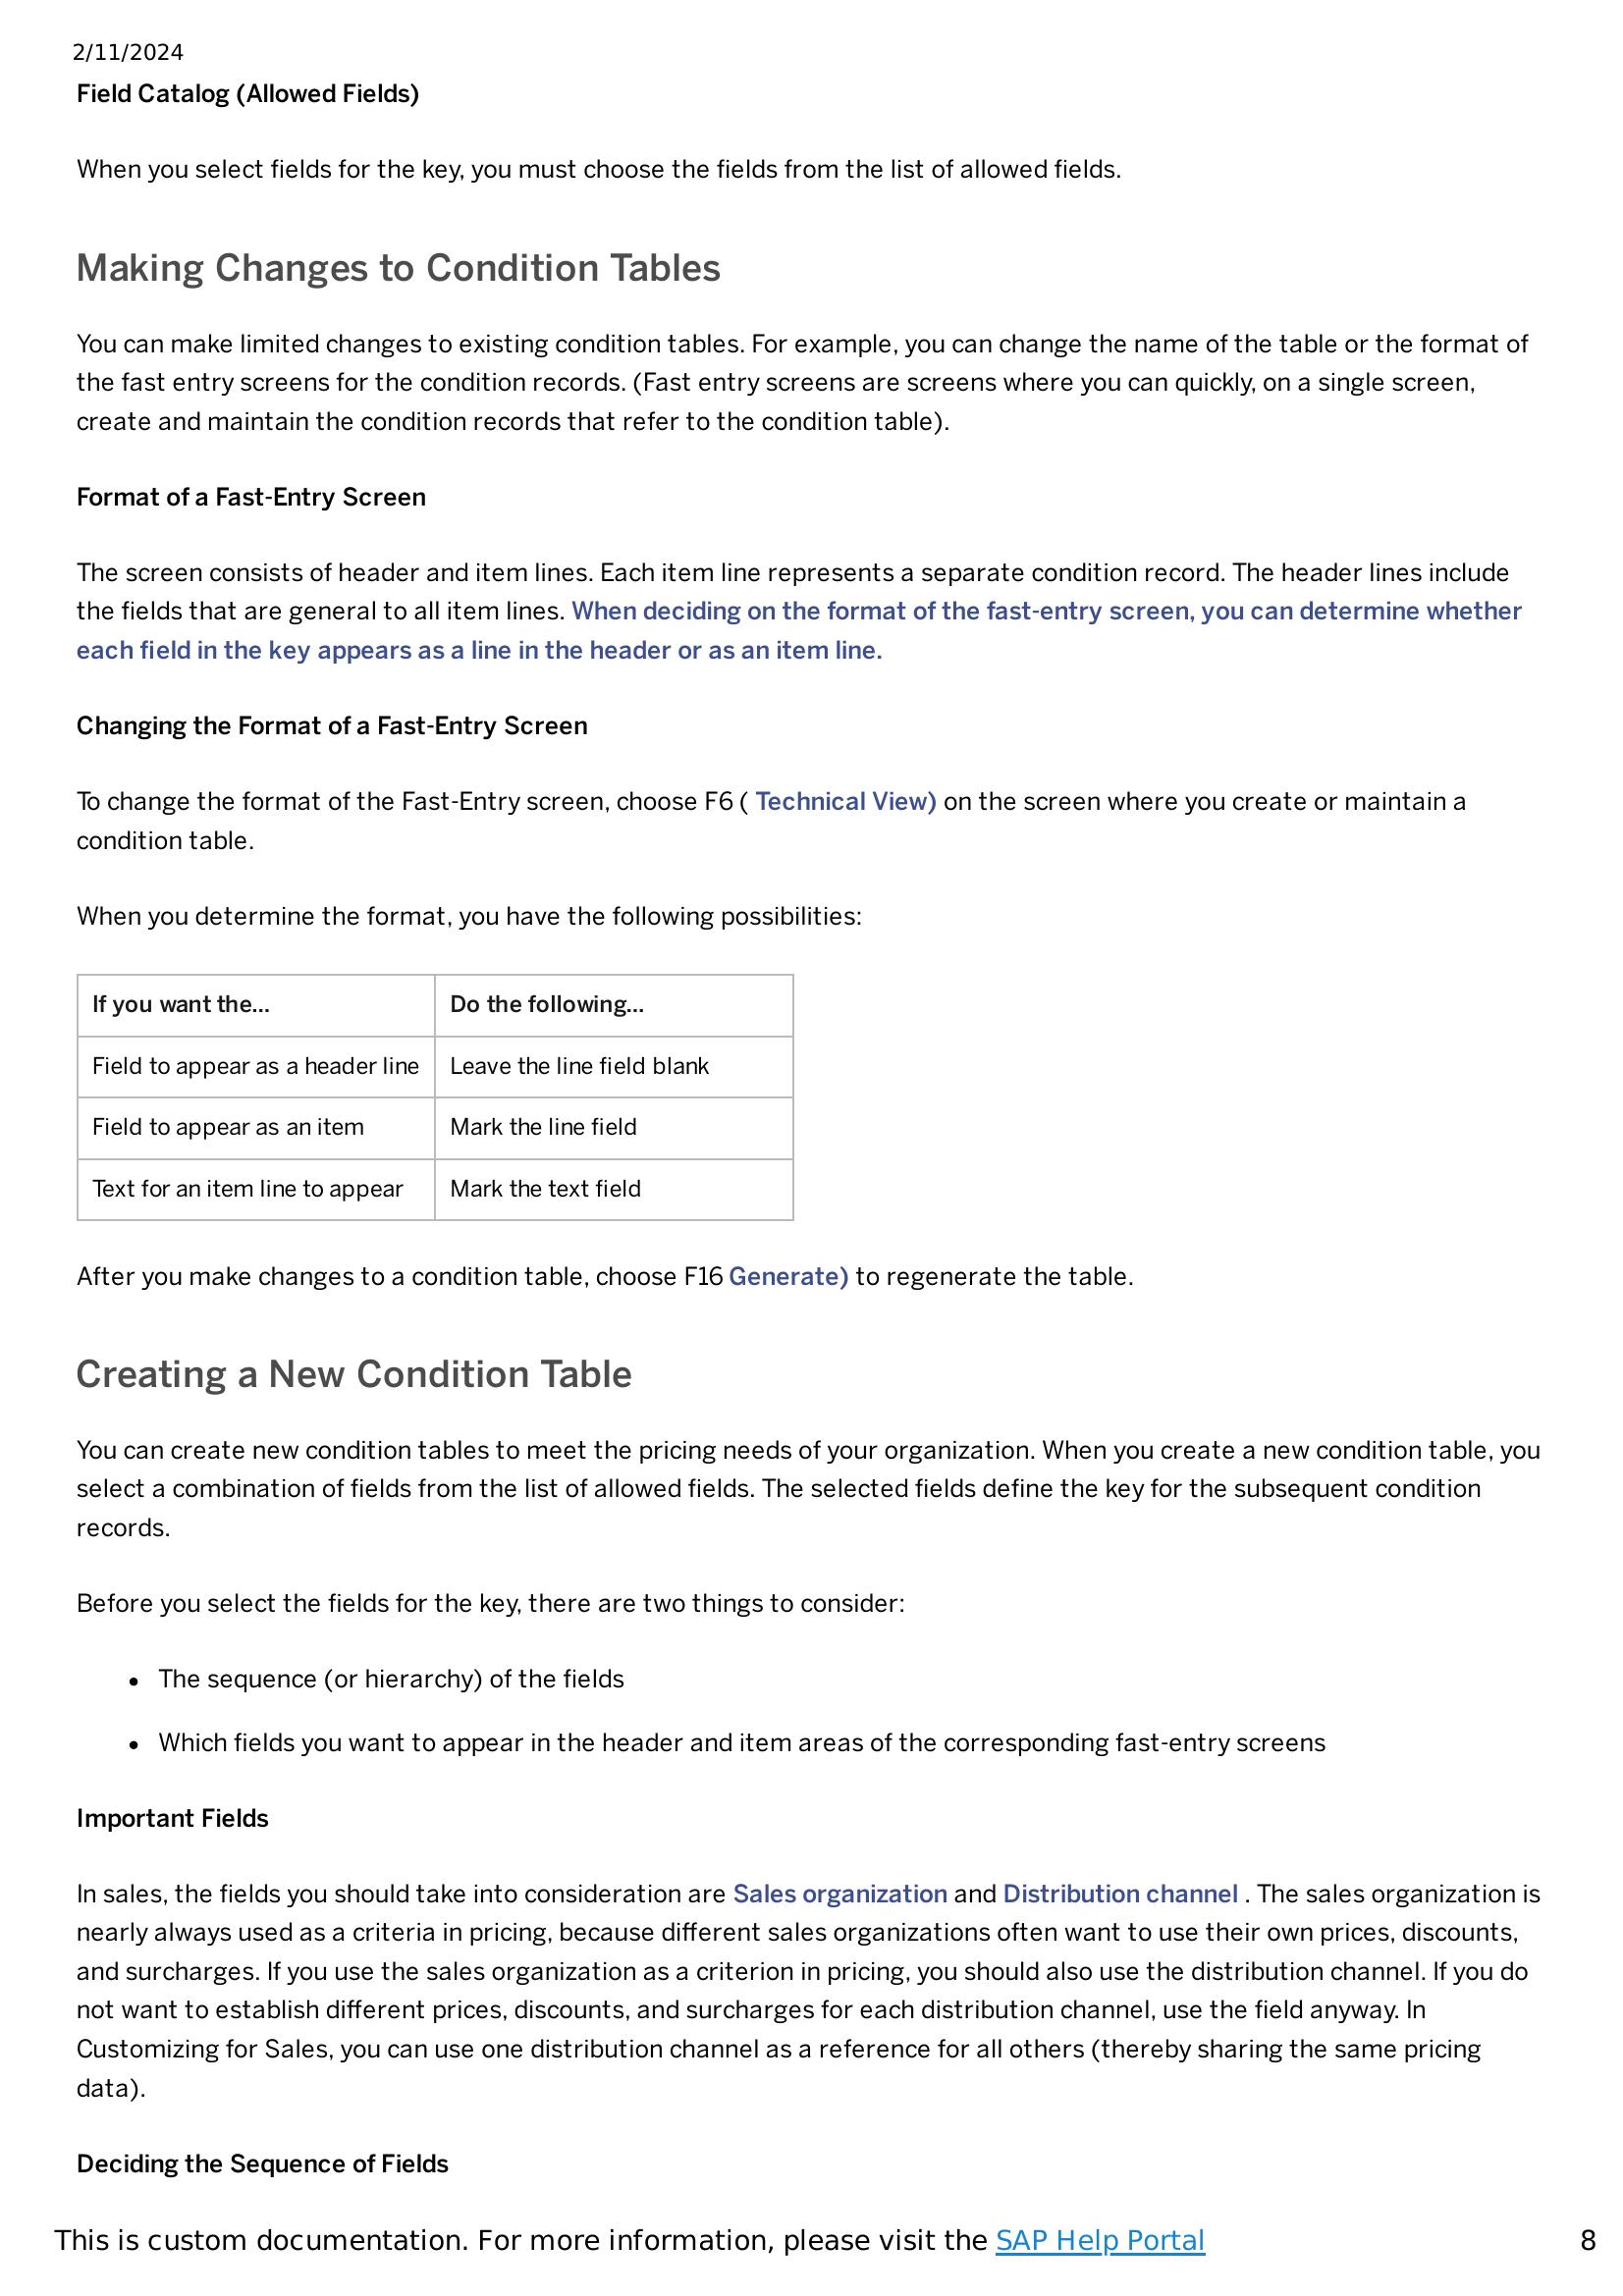 2/11/2024
Field Catalog (Allowed Fields)
When you select fields for the key, you must choose the fields from the list of allowed fields.
Making Changes to Condition Tables
You can make limited changes to existing condition tables. For example, you can change the name of the table or the format of
the fast entry screens for the condition records. (Fast entry screens are screens where you can quickly, on a single screen,
create and maintain the condition records that refer to the condition table).
Format of a Fast-Entry Screen
The screen consists of header and item lines. Each item line represents a separate condition record. The header lines include
the fields that are general to all item lines. When deciding on the format of the fast-entry screen, you can determine whether
each field in the key appears as a line in the header or as an item line.
Changing the Format of a Fast-Entry Screen
To change the format of the Fast-Entry screen, choose F6 ( Technical View) on the screen where you create or maintain a
condition table.
When you determine the format, you have the following possibilities:
If you want the... Do the following...
Field to appear as a header line Leave the line field blank
Field to appear as an item Mark the line field
Text for an item line to appear Mark the text field
After you make changes to a condition table, choose F16 Generate) to regenerate the table.
Creating a New Condition Table
You can create new condition tables to meet the pricing needs of your organization. When you create a new condition table, you
select a combination of fields from the list of allowed fields. The selected fields define the key for the subsequent condition
records.
Before you select the fields for the key, there are two things to consider:
• The sequence (or hierarchy) of the fields
• Which fields you want to appear in the header and item areas of the corresponding fast-entry screens
Important Fields
In sales, the fields you should take into consideration are Sales organization and Distribution channel . The sales organization is
nearly always used as a criteria in pricing, because different sales organizations often want to use their own prices, discounts,
and surcharges. If you use the sales organization as a criterion in pricing, you should also use the distribution channel. If you do
not want to establish different prices, discounts, and surcharges for each distribution channel, use the field anyway. In
Customizing for Sales, you can use one distribution channel as a reference for all others (thereby sharing the same pricing
data).
Deciding the Sequence of Fields
This is custom documentation. For more information, please visit the SAP Help Portal 8